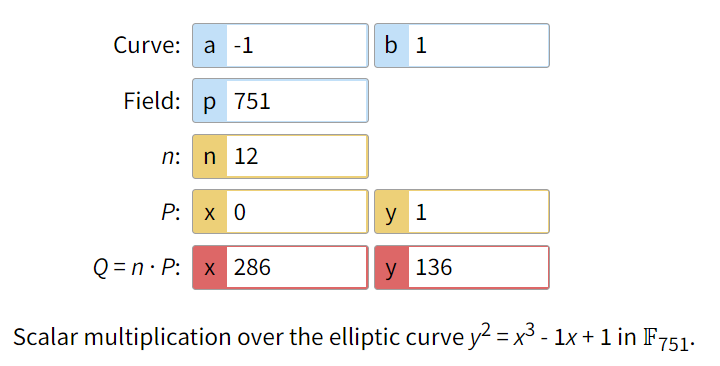 Curve: a -1 b 1
Field: p 751
n: n 12
P: x 0 y 1
Q = n · P: x 286 y 136
Scalar multiplication over the elliptic curve y² = x³ - 1x + 1 in 𝔽₇₅₁.